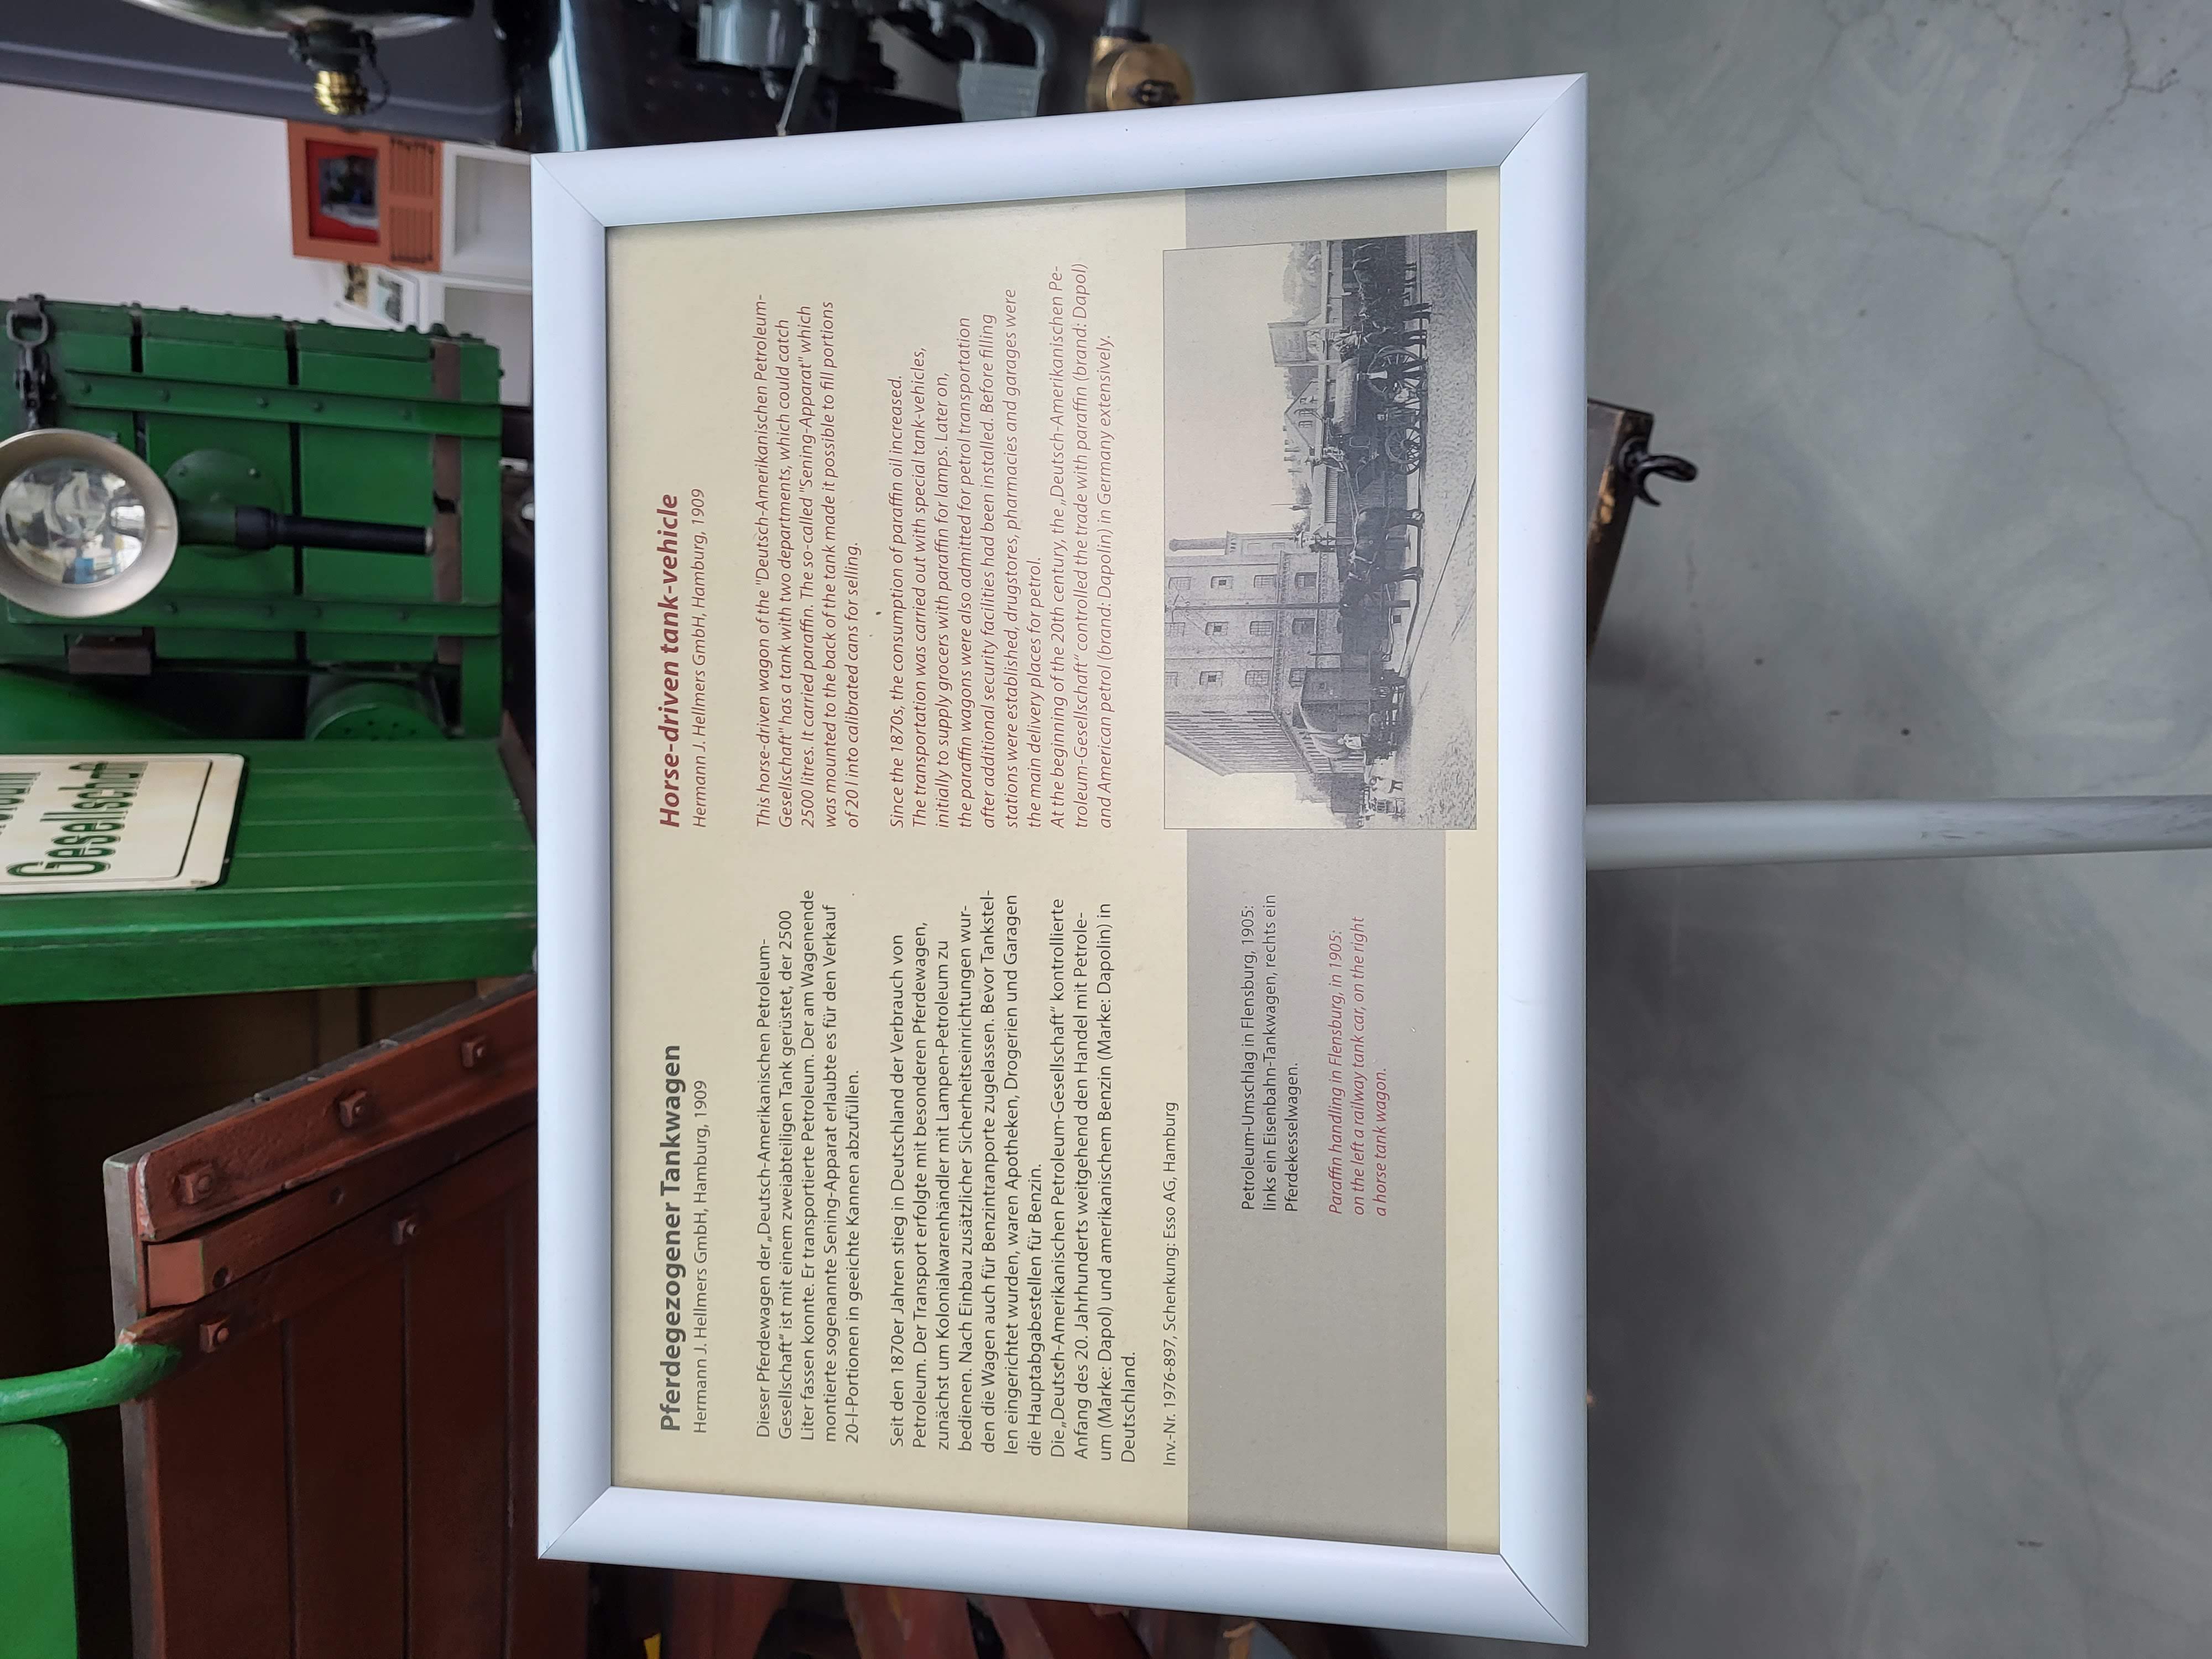 Pferdegezogener Tankwagen
Hermann J. Hellmers GmbH, Hamburg, 1909
Dieser Pferdewagen der „Deutsch-Amerikanischen Petroleum-
Gesellschaft“ ist mit einem zweiabteiligen Tank gerüstet, der 2500
Liter fassen konnte. Er transportierte Petroleum. Der am Wagenende
montierte sogenannte Sening-Apparat erlaubte es für den Verkauf
20-l-Portionen in geeichte Kannen abzufüllen.
Seit den 1870er Jahren stieg in Deutschland der Verbrauch von
Petroleum. Der Transport erfolgte mit besonderen Pferdewagen,
zunächst um Kolonialwarenhändler mit Lampen-Petroleum zu
bedienen. Nach Einbau zusätzlicher Sicherheitseinrichtungen wur-
den die Wagen auch für Benzintranporte zugelassen. Bevor Tankstel-
len eingerichtet wurden, waren Apotheken, Drogerien und Garagen
die Hauptabgabestellen für Benzin.
Die „Deutsch-Amerikanischen Petroleum-Gesellschaft“ kontrollierte
Anfang des 20. Jahrhunderts weitgehend den Handel mit Petrole-
um (Marke: Dapol) und amerikanischem Benzin (Marke: Dapolin) in
Deutschland.
Inv.-Nr. 1976-897, Schenkung: Esso AG, Hamburg
Horse-driven tank-vehicle
Hermann J. Hellmers GmbH, Hamburg, 1909
This horse-driven wagon of the "Deutsch-Amerikanischen Petroleum-
Gesellschaft" has a tank with two departments, which could catch
2500 litres. It carried paraffin. The so-called "Sening-Apparat" which
was mounted to the back of the tank made it possible to fill portions
of 20 l into calibrated cans for selling.
Since the 1870s, the consumption of paraffin oil increased.
The transportation was carried out with special tank-vehicles,
initially to supply grocers with paraffin for lamps. Later on,
the paraffin wagons were also admitted for petrol transportation
after additional security facilities had been installed. Before filling
stations were established, drugstores, pharmacies and garages were
the main delivery places for petrol.
At the beginning of the 20th century, the „Deutsch-Amerikanischen Pe-
troleum-Gesellschaft“ controlled the trade with paraffin (brand: Dapol)
and American petrol (brand: Dapolin) in Germany extensively.
Petroleum-Umschlag in Flensburg, 1905:
links ein Eisenbahn-Tankwagen, rechts ein
Pferdekesselwagen.
Paraffin handling in Flensburg, in 1905:
on the left a railway tank car, on the right
a horse tank wagon.
Gesellschaft